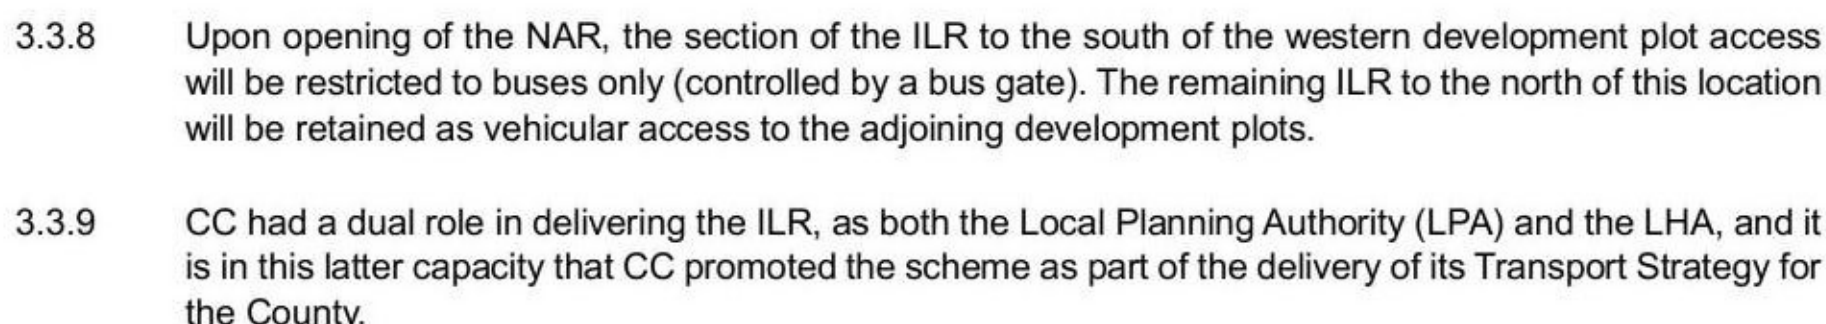 3.3.8 Upon opening of the NAR, the section of the ILR to the south of the western development plot access
will be restricted to buses only (controlled by a bus gate). The remaining ILR to the north of this location
will be retained as vehicular access to the adjoining development plots.
3.3.9 CC had a dual role in delivering the ILR, as both the Local Planning Authority (LPA) and the LHA, and it
is in this latter capacity that CC promoted the scheme as part of the delivery of its Transport Strategy for
the County.